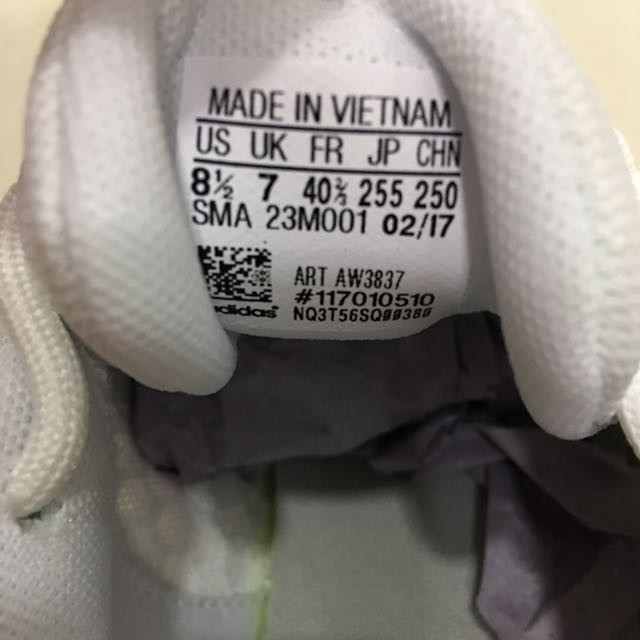 MADE IN VIETNAM
US UK FR JP CHN
8½ 7 40⅔ 255 250
SMA 23M001 02/17
ART AW3837
#117010510
adidas NQ3T56SQ00380